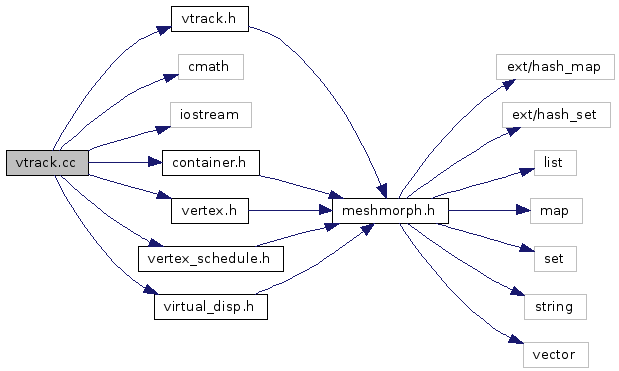 vtrack.h
cmath
ext/hash_map
iostream
ext/hash_set
vtrack.cc
container.h
list
vertex.h
meshmorph.h
map
vertex_schedule.h
set
virtual_disp.h
string
vector